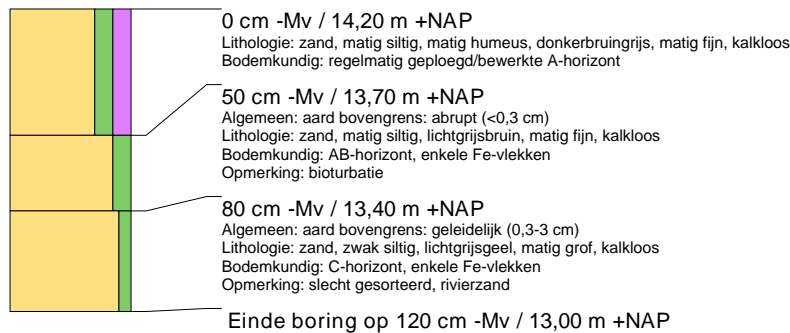 0 cm -Mv / 14,20 m +NAP
Lithologie: zand, matig siltig, matig humeus, donkerbruingrijs, matig fijn, kalkloos
Bodemkundig: regelmatig geploegd/bewerkte A-horizont
50 cm -Mv / 13,70 m +NAP
Algemeen: aard bovengrens: abrupt (<0,3 cm)
Lithologie: zand, matig siltig, lichtgrijsbruin, matig fijn, kalkloos
Bodemkundig: AB-horizont, enkele Fe-vlekken
Opmerking: bioturbatie
80 cm -Mv / 13,40 m +NAP
Algemeen: aard bovengrens: geleidelijk (0,3-3 cm)
Lithologie: zand, zwak siltig, lichtgrijsgeel, matig grof, kalkloos
Bodemkundig: C-horizont, enkele Fe-vlekken
Opmerking: slecht gesorteerd, rivierzand
Einde boring op 120 cm -Mv / 13,00 m +NAP